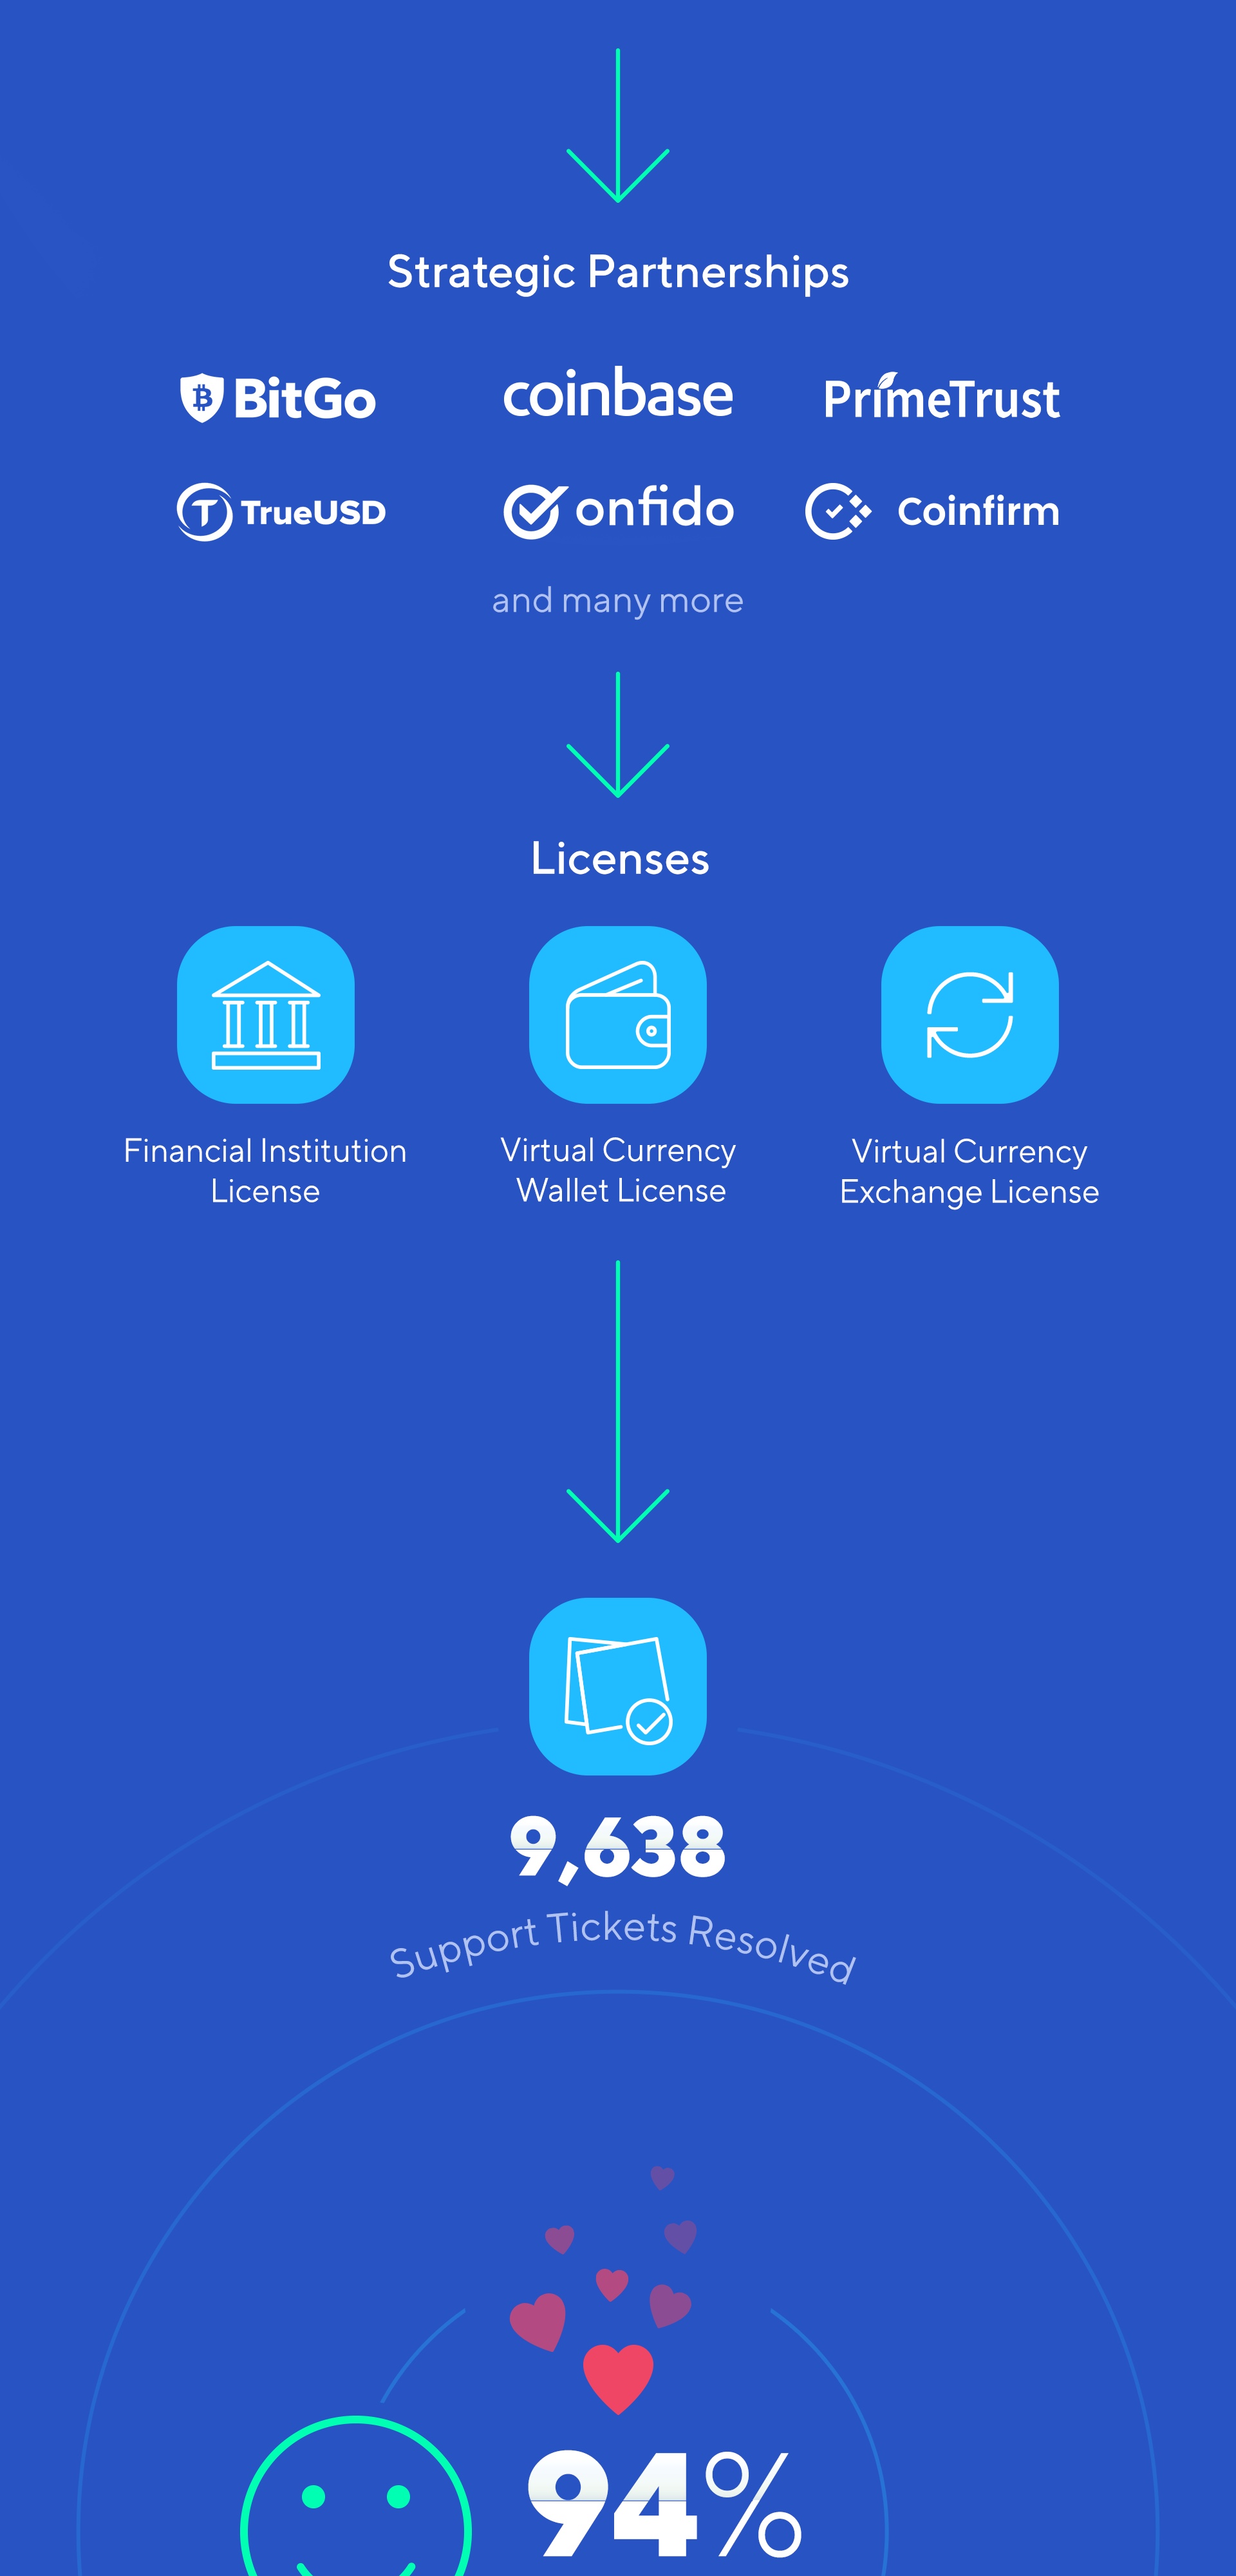 Strategic Partnerships
BitGo
coinbase
PrimeTrust
TrueUSD
onfido
Coinfirm
and many more
Licenses
Financial Institution
License
Virtual Currency
Wallet License
Virtual Currency
Exchange License
9,638
Support Tickets Resolved
94%